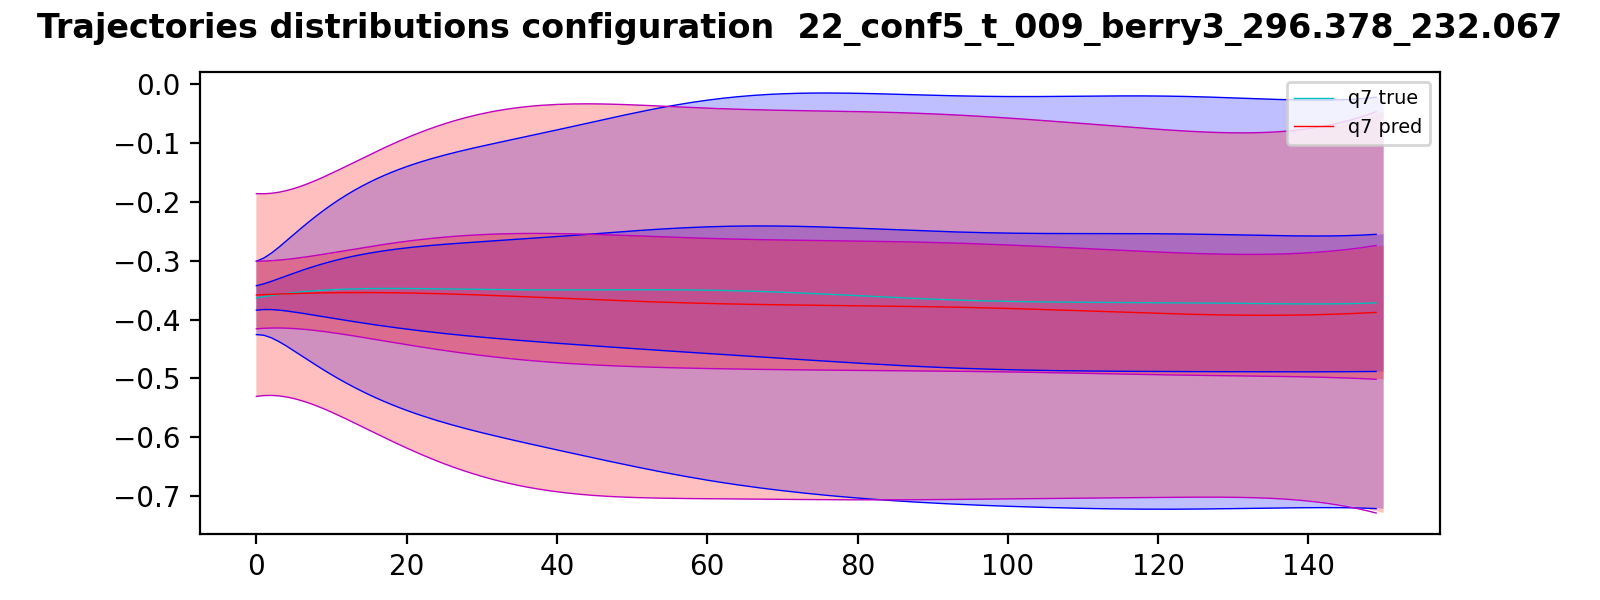 Trajectories distributions configuration  22_conf5_t_009_berry3_296.378_232.067
0.0
−0.1
−0.2
−0.3
−0.4
−0.5
−0.6
−0.7
q7 true
q7 pred
0 20 40 60 80 100 120 140